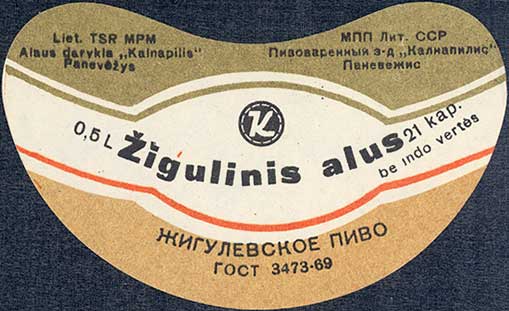 Liet. TSR MPM
Alaus darykla „Kalnapilis“
Panevėžys
МПП Лит. ССР
Пивоваренный з-д „Калнапилис“
Паневежис
K
0,5 L
Žigulinis alus
21 kap.
be indo vertės
ЖИГУЛЕВСКОЕ ПИВО
ГОСТ 3473-69